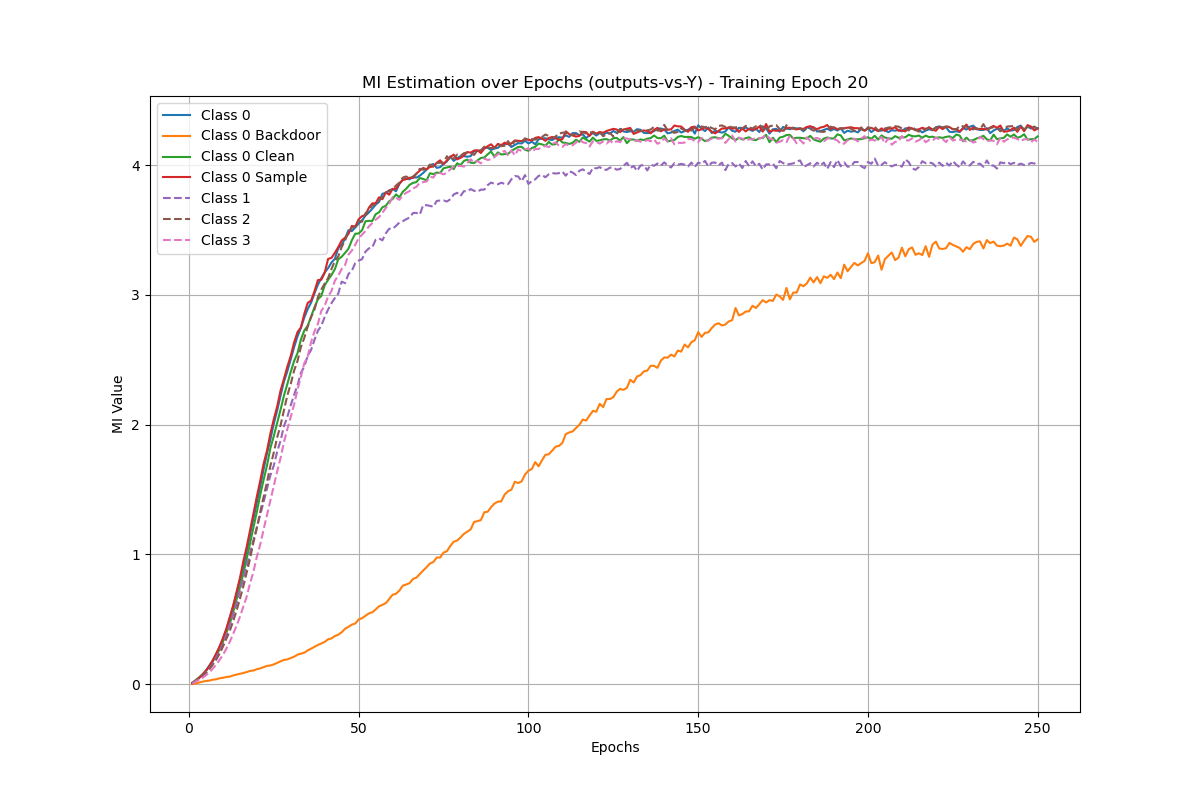 MI Estimation over Epochs (outputs-vs-Y) - Training Epoch 20
Class 0
Class 0 Backdoor
Class 0 Clean
Class 0 Sample
Class 1
Class 2
Class 3
MI Value
4
3
2
1
0
0 50 100 150 200 250
Epochs